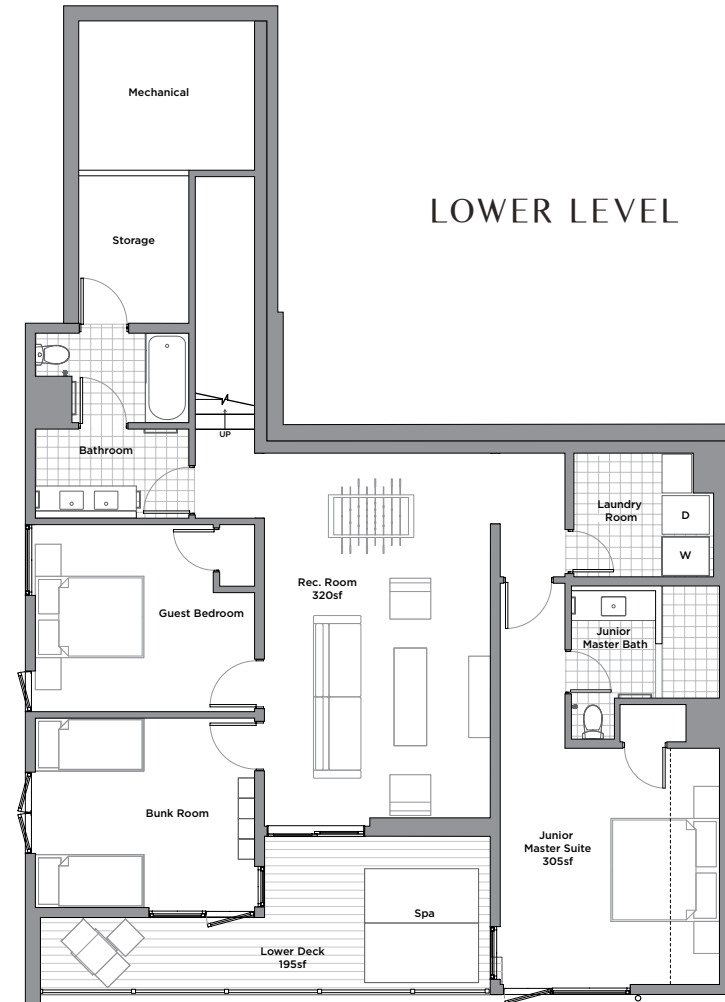 Mechanical
LOWER LEVEL
Storage
UP
Bathroom
Laundry
Room
D
W
Rec. Room
320sf
Guest Bedroom
Junior
Master Bath
Bunk Room
Junior
Master Suite
305sf
Spa
Lower Deck
195sf